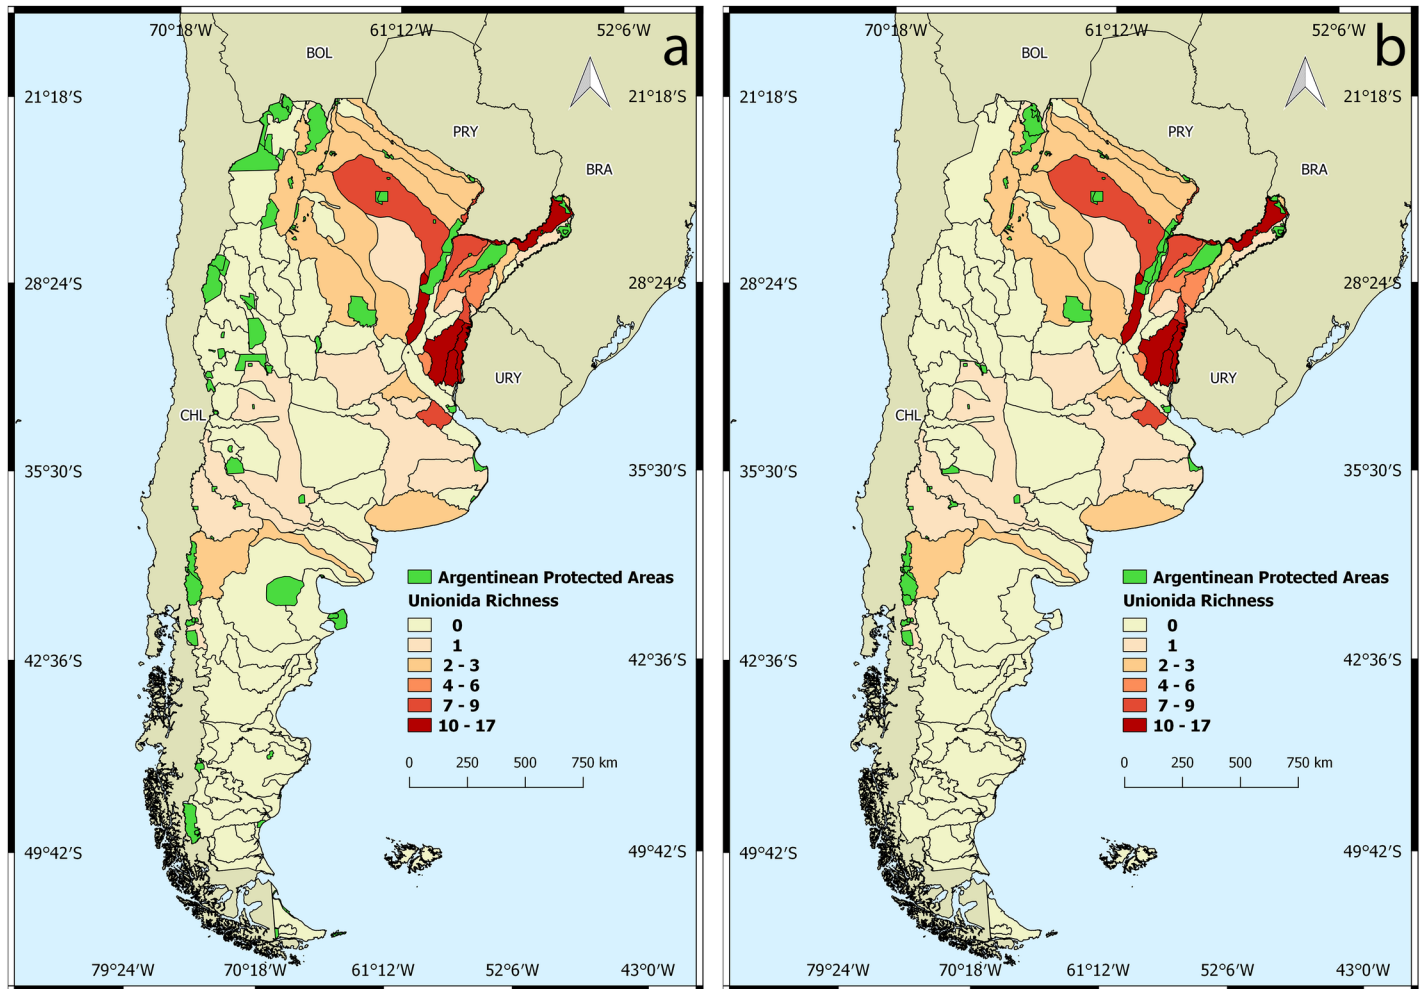 70°18'W 61°12'W 52°6'W
a
BOL
21°18'S 21°18'S
PRY
BRA
28°24'S 28°24'S
URY
CHL
35°30'S 35°30'S
Argentinean Protected Areas
Unionida Richness
0
1
2 - 3
4 - 6
7 - 9
10 - 17
42°36'S 42°36'S
0 250 500 750 km
49°42'S 49°42'S
79°24'W 70°18'W 61°12'W 52°6'W 43°0'W
70°18'W 61°12'W 52°6'W
b
BOL
21°18'S 21°18'S
PRY
BRA
28°24'S 28°24'S
URY
CHL
35°30'S 35°30'S
Argentinean Protected Areas
Unionida Richness
0
1
2 - 3
4 - 6
7 - 9
10 - 17
42°36'S 42°36'S
0 250 500 750 km
49°42'S 49°42'S
79°24'W 70°18'W 61°12'W 52°6'W 43°0'W